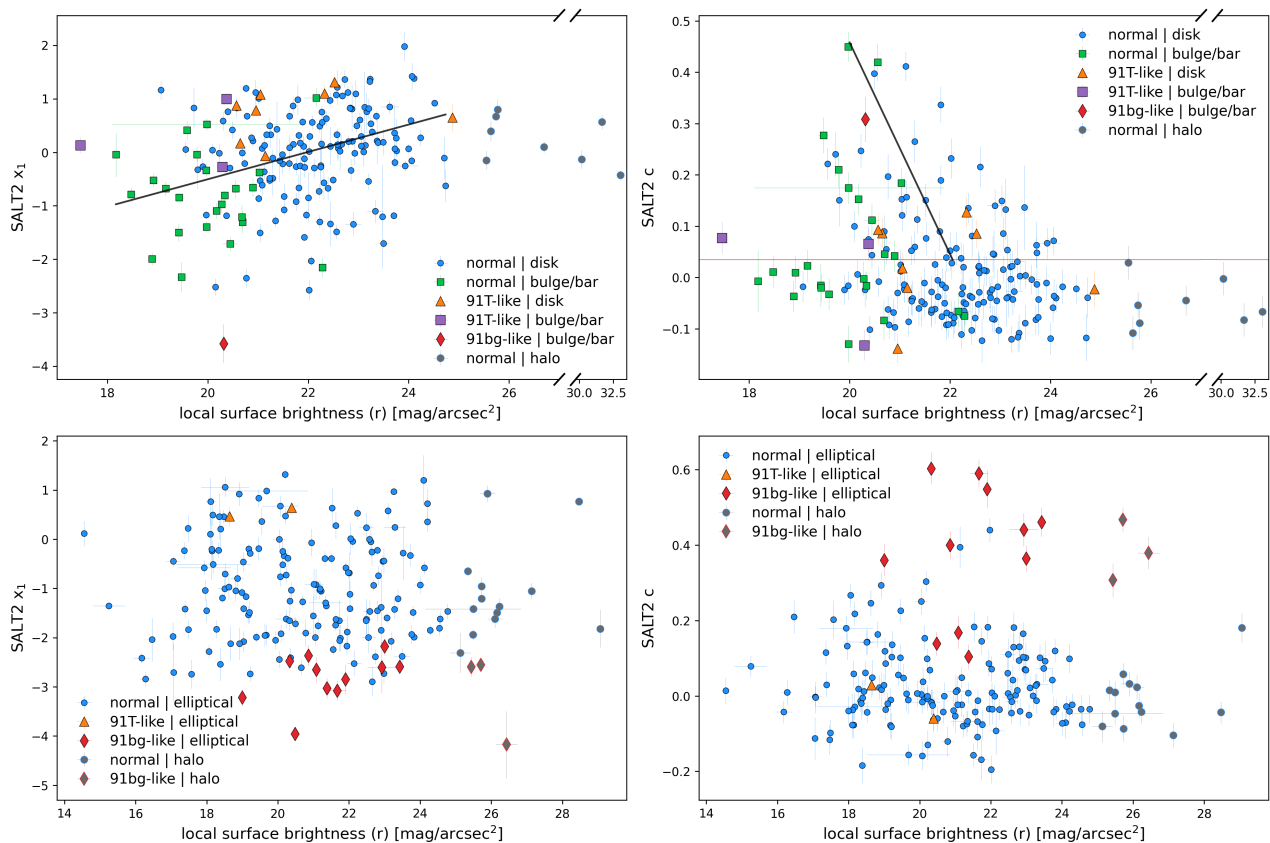 2
1
0
−1
−2
−3
−4
SALT2 x1
normal | disk
normal | bulge/bar
91T-like | disk
91T-like | bulge/bar
91bg-like | bulge/bar
normal | halo
18 20 22 24 26 30.0 32.5
local surface brightness (r) [mag/arcsec2]
0.5
0.4
0.3
0.2
0.1
0.0
−0.1
SALT2 c
normal | disk
normal | bulge/bar
91T-like | disk
91T-like | bulge/bar
91bg-like | bulge/bar
normal | halo
18 20 22 24 26 30.0 32.5
local surface brightness (r) [mag/arcsec2]
2
1
0
−1
−2
−3
−4
−5
SALT2 x1
normal | elliptical
91T-like | elliptical
91bg-like | elliptical
normal | halo
91bg-like | halo
14 16 18 20 22 24 26 28
local surface brightness (r) [mag/arcsec2]
0.6
0.4
0.2
0.0
−0.2
SALT2 c
normal | elliptical
91T-like | elliptical
91bg-like | elliptical
normal | halo
91bg-like | halo
14 16 18 20 22 24 26 28
local surface brightness (r) [mag/arcsec2]